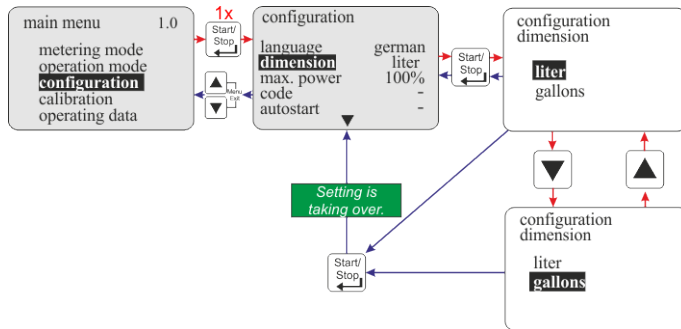 main menu 1.0
metering mode
operation mode
configuration
calibration
operating data
1x
Start/
Stop
Menu
Exit
configuration
language german
dimension liter
max. power 100%
code -
autostart -
Start/
Stop
configuration
dimension
liter
gallons
Setting is
taking over.
Start/
Stop
configuration
dimension
liter
gallons